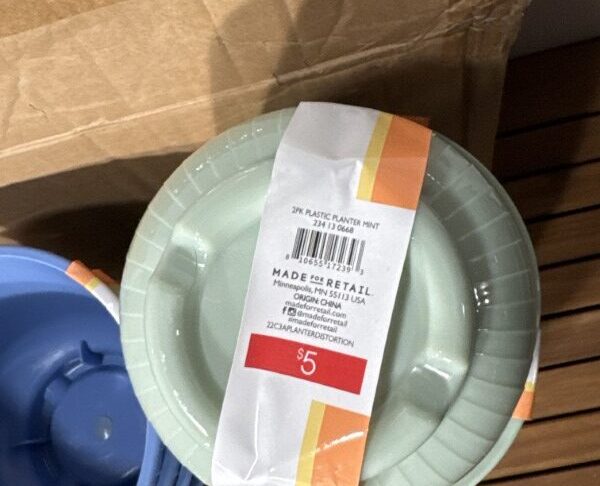 2PK PLASTIC PLANTER MINT
234 13 0668
8 10655 17239 3
MADE FOR RETAIL
Minneapolis, MN 55113 USA
ORIGIN: CHINA
madeforretail.com
@madeforretail
#madeforretail
22C3APLANTERDISTORTION
$5